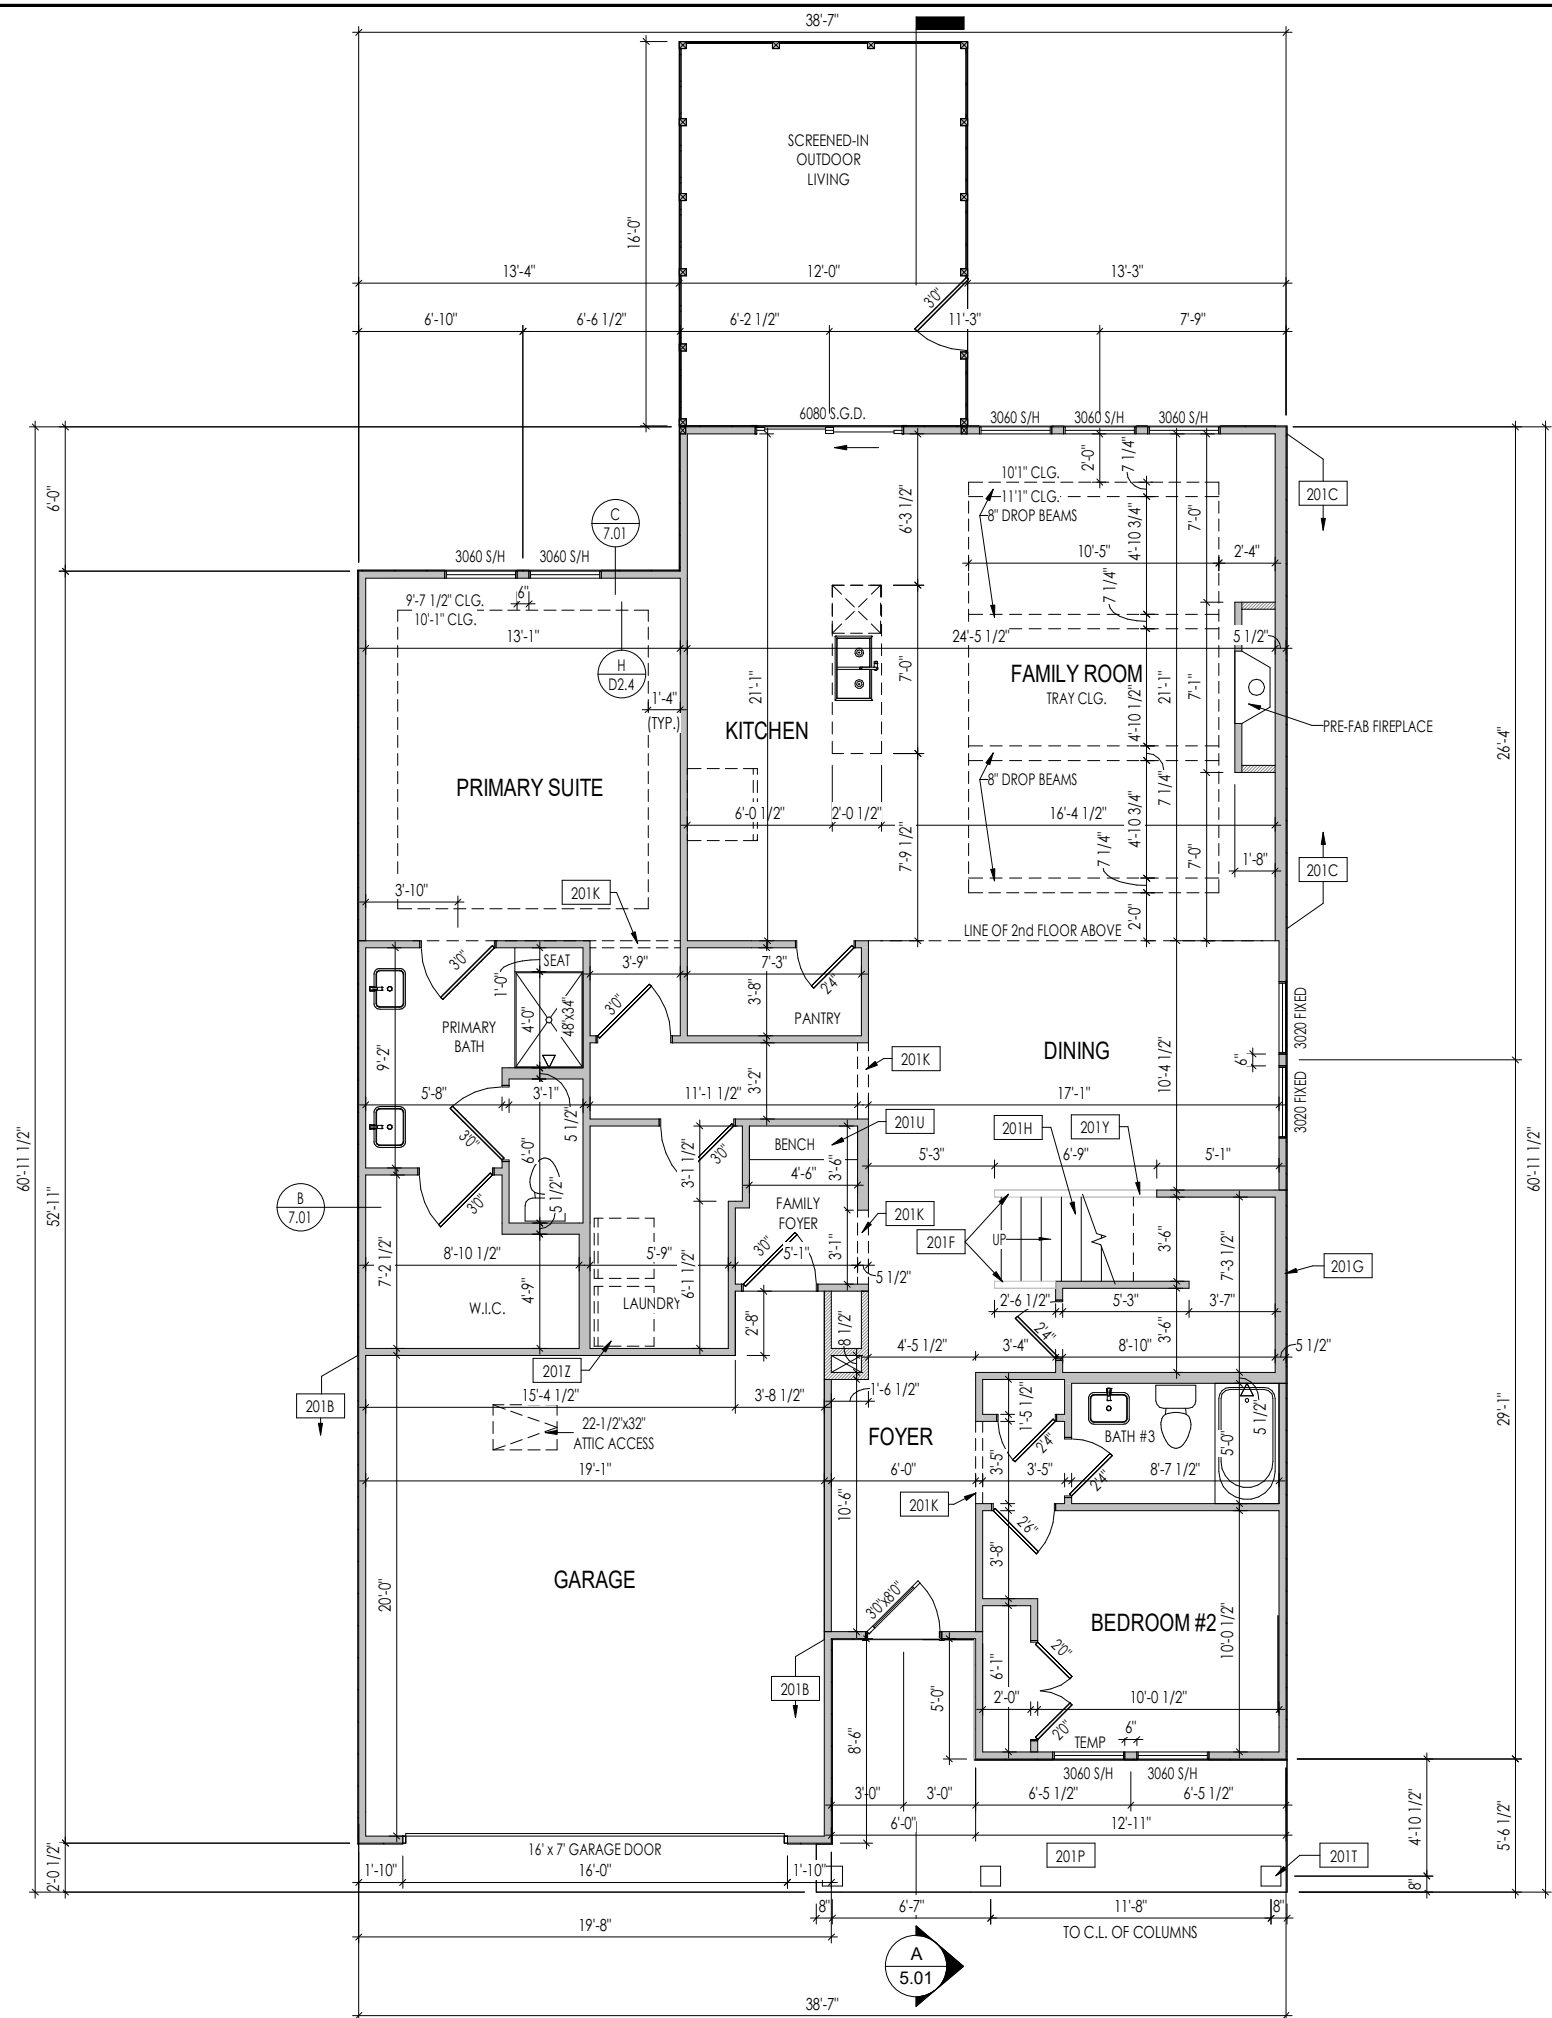 38'-7"
SCREENED-IN
OUTDOOR
LIVING
16'-0"
13'-4"
12'-0"
13'-3"
3'0"
6'-10"
6'-6 1/2"
6'-2 1/2"
11'-3"
7'-9"
6080 S.G.D.
3060 S/H
3060 S/H
3060 S/H
6'-0"
C
7.01
3060 S/H
3060 S/H
6"
9'-7 1/2" CLG.
10'-1" CLG.
13'-1"
H
D2.4
1'-4"
(TYP.)
PRIMARY SUITE
3'-10"
201K
6'-3 1/2"
2'-0"
7 1/4"
10'1" CLG.
11'1" CLG.
8" DROP BEAMS
4'-10 3/4"
7'-0"
201C
10'-5"
2'-4"
7 1/4"
24'-5 1/2"
5 1/2"
21'-1"
7'-0"
FAMILY ROOM
TRAY CLG.
4'-10 1/2"
21'-1"
7'-1"
KITCHEN
PRE-FAB FIREPLACE
26'-4"
8" DROP BEAMS
7 1/4"
6'-0 1/2"
2'-0 1/2"
16'-4 1/2"
7'-9 1/2"
4'-10 3/4"
7 1/4"
7'-0"
1'-8"
201C
LINE OF 2nd FLOOR ABOVE
2'-0"
3'0"
SEAT
1'-0"
3'-9"
7'-3"
2'4"
3'-8"
PANTRY
3'0"
4'-0"
48"x34"
PRIMARY
BATH
9'-2"
5'-8"
3'-1"
5 1/2"
3'0"
6'-0"
5 1/2"
11'-1 1/2"
3'-2"
201K
DINING
10'-4 1/2"
6"
3020 FIXED
3020 FIXED
17'-1"
60'-11 1/2"
52'-11"
60'-11 1/2"
BENCH
201U
201H
201Y
5'-3"
6'-9"
5'-1"
3'-6"
4'-6"
3'-1 1/2"
3'0"
FAMILY
FOYER
201K
3'-1"
3'0"
5'-1"
5 1/2"
B
7.01
3'0"
8'-10 1/2"
7'-2 1/2"
4'-9"
W.I.C.
5'-9"
6'-1 1/2"
LAUNDRY
201Z
201F
UP
3'-6"
7'-3 1/2"
201G
2'-6 1/2"
5'-3"
3'-7"
2'-8"
8 1/2"
4'-5 1/2"
3'-4"
2'4"
8'-10"
3'-6"
5 1/2"
201B
15'-4 1/2"
3'-8 1/2"
1'-6 1/2"
22-1/2"x32"
ATTIC ACCESS
FOYER
1'-5 1/2"
2'4"
BATH #3
5'-0"
5 1/2"
29'-1"
19'-1"
6'-0"
3'-5"
3'-5"
2'4"
8'-7 1/2"
10'-6"
201K
2'6"
3'-8"
GARAGE
20'-0"
3'0"x8'0"
BEDROOM #2
10'-0 1/2"
2'0"
6'-1"
2'-0"
10'-0 1/2"
2'0"
201B
5'-0"
8'-6"
TEMP
6"
3060 S/H
3060 S/H
3'-0"
3'-0"
6'-5 1/2"
6'-5 1/2"
6'-0"
12'-11"
4'-10 1/2"
5'-6 1/2"
2'-0 1/2"
16' x 7' GARAGE DOOR
201P
201T
1'-10"
16'-0"
1'-10"
8"
8"
6'-7"
11'-8"
8"
TO C.L. OF COLUMNS
19'-8"
A
5.01
38'-7"